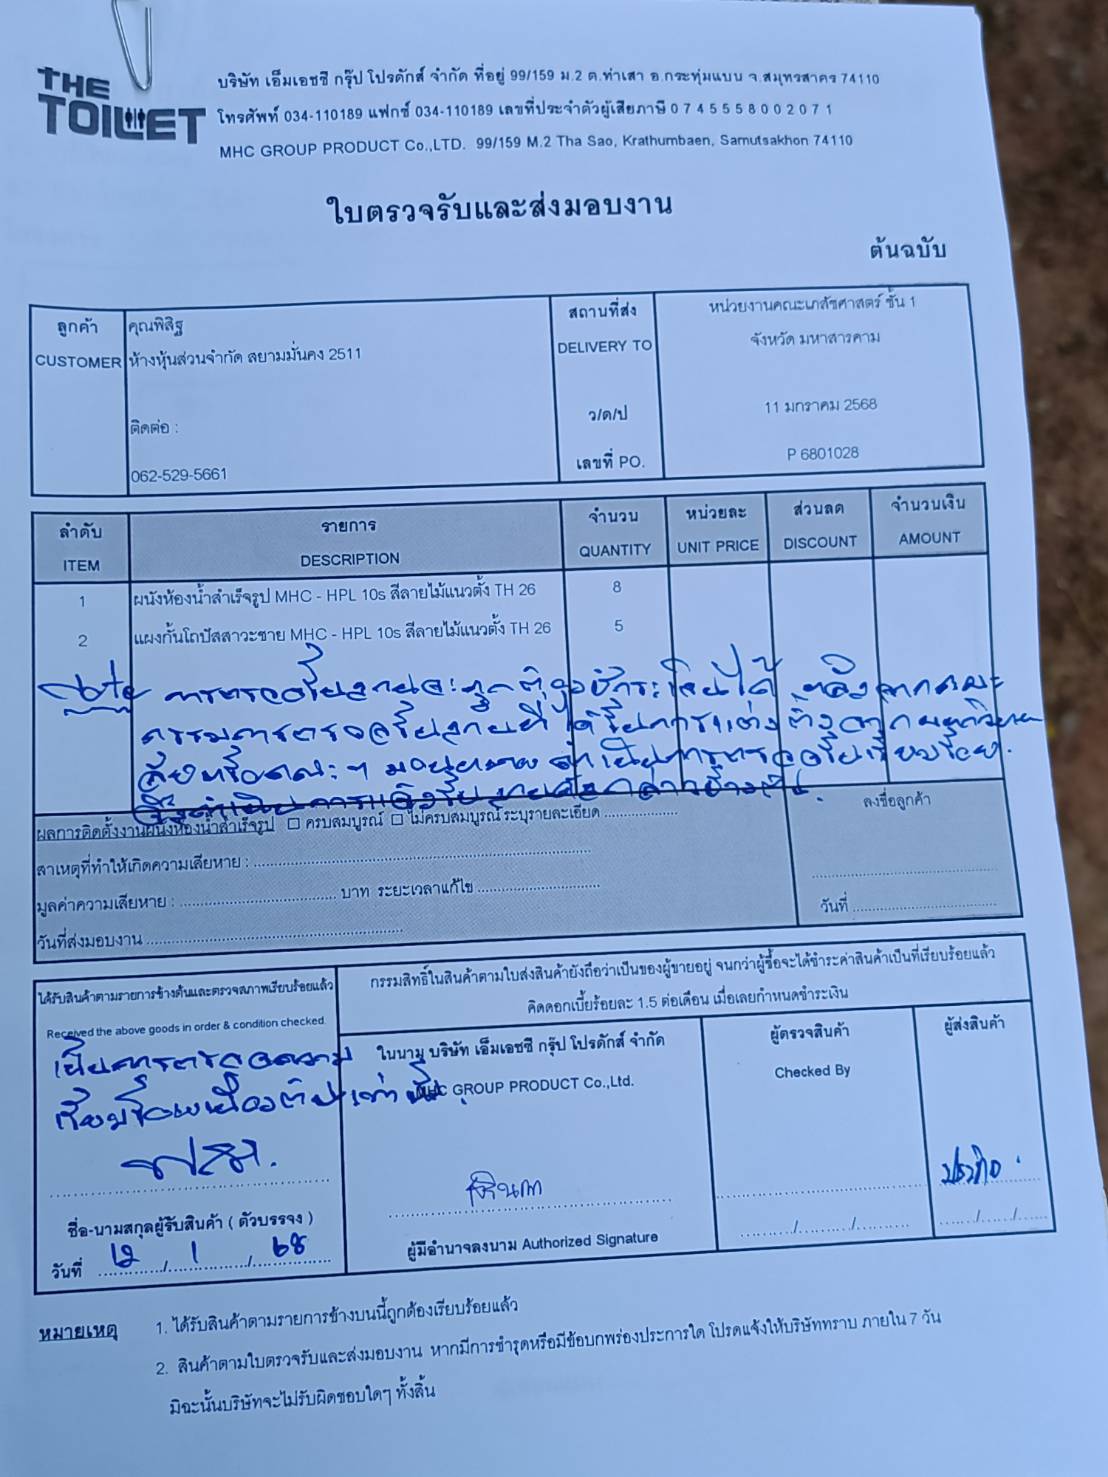 THE TOILET
บริษัท เอ็มเอชซี กรุ๊ป โปรดักส์ จำกัด ที่อยู่ 99/159 ม.2 ต.ท่าเสา อ.กระทุ่มแบน จ.สมุทรสาคร 74110
โทรศัพท์ 034-110189 แฟกซ์ 034-110189 เลขที่ประจำตัวผู้เสียภาษี 0 7 4 5 5 5 8 0 0 2 0 7 1
MHC GROUP PRODUCT Co.,LTD. 99/159 M.2 Tha Sao, Krathumbaen, Samutsakhon 74110
ใบตรวจรับและส่งมอบงาน
ต้นฉบับ
ลูกค้า คุณพิสิฐ สถานที่ส่ง หน่วยงานคณะเภสัชศาสตร์ ชั้น 1
CUSTOMER ห้างหุ้นส่วนจำกัด สยามมั่นคง 2511 DELIVERY TO จังหวัด มหาสารคาม
ติดต่อ : ว/ด/ป 11 มกราคม 2568
062-529-5661 เลขที่ PO. P 6801028
ลำดับ รายการ จำนวน หน่วยละ ส่วนลด จำนวนเงิน
ITEM DESCRIPTION QUANTITY UNIT PRICE DISCOUNT AMOUNT
1 ผนังห้องน้ำสำเร็จรูป MHC - HPL 10s สีลายไม้แนวตั้ง TH 26 8
2 แผงกั้นโถปัสสาวะชาย MHC - HPL 10s สีลายไม้แนวตั้ง TH 26 5
Note
ผลการติดตั้งงานผนังห้องน้ำสำเร็จรูป ☐ ครบสมบูรณ์ ☐ ไม่ครบสมบูรณ์ ระบุรายละเอียด ....................
ลงชื่อลูกค้า
สาเหตุที่ทำให้เกิดความเสียหาย : ....................
มูลค่าความเสียหาย : .................... บาท ระยะเวลาแก้ไข ....................
วันที่ ....................
วันที่ส่งมอบงาน ....................
ได้รับสินค้าตามรายการข้างต้นและตรวจสภาพเรียบร้อยแล้ว
Received the above goods in order & condition checked.
เป็นการตรวจความ
เรียบร้อยเบื้องต้นเท่านั้น.
ชื่อ-นามสกุลผู้รับสินค้า ( ตัวบรรจง )
วันที่ 12 / 1 / 68
กรรมสิทธิ์ในสินค้าตามใบส่งสินค้ายังถือว่าเป็นของผู้ขายอยู่ จนกว่าผู้ซื้อจะได้ชำระค่าสินค้าเป็นที่เรียบร้อยแล้ว
คิดดอกเบี้ยร้อยละ 1.5 ต่อเดือน เมื่อเลยกำหนดชำระเงิน
ในนาม บริษัท เอ็มเอชซี กรุ๊ป โปรดักส์ จำกัด
MHC GROUP PRODUCT Co.,Ltd.
ผู้มีอำนาจลงนาม Authorized Signature
ผู้ตรวจสินค้า
Checked By
....../....../......
ผู้ส่งสินค้า
....../....../......
หมายเหตุ 1. ได้รับสินค้าตามรายการข้างบนนี้ถูกต้องเรียบร้อยแล้ว
2. สินค้าตามใบตรวจรับและส่งมอบงาน หากมีการชำรุดหรือมีข้อบกพร่องประการใด โปรดแจ้งให้บริษัททราบ ภายใน 7 วัน
มิฉะนั้นบริษัทจะไม่รับผิดชอบใดๆ ทั้งสิ้น